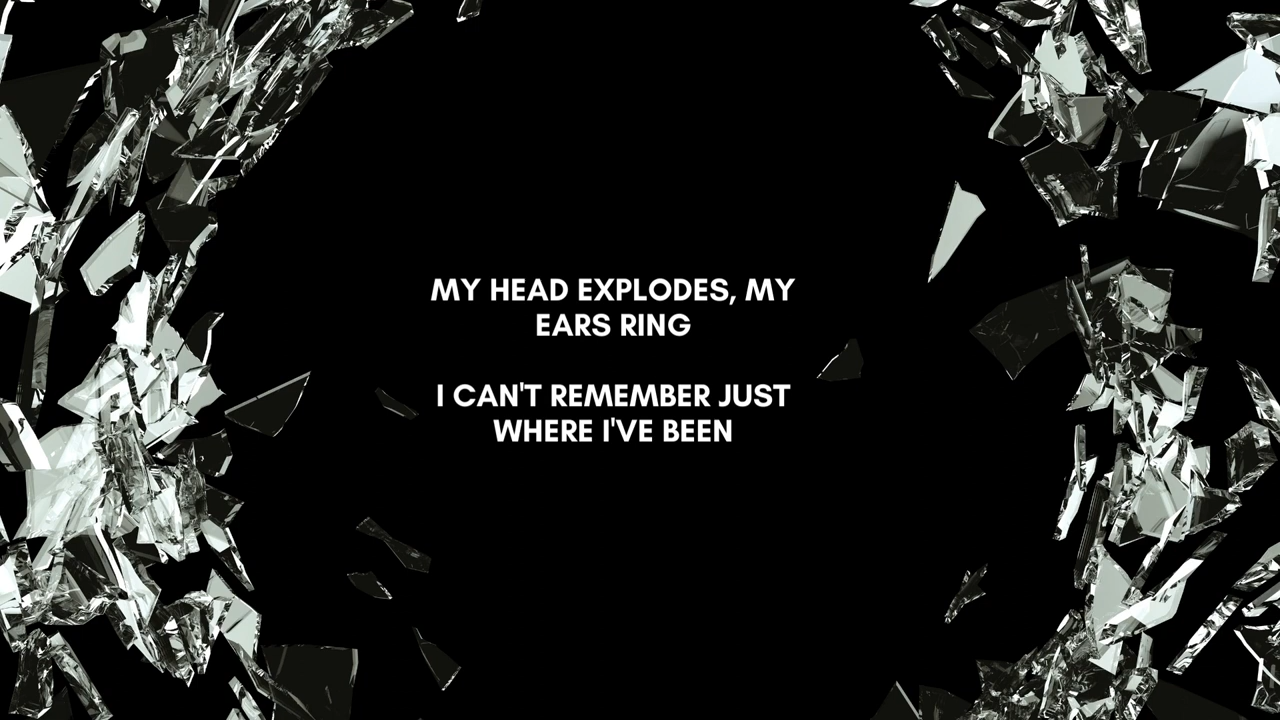 MY HEAD EXPLODES, MY
EARS RING
I CAN'T REMEMBER JUST
WHERE I'VE BEEN